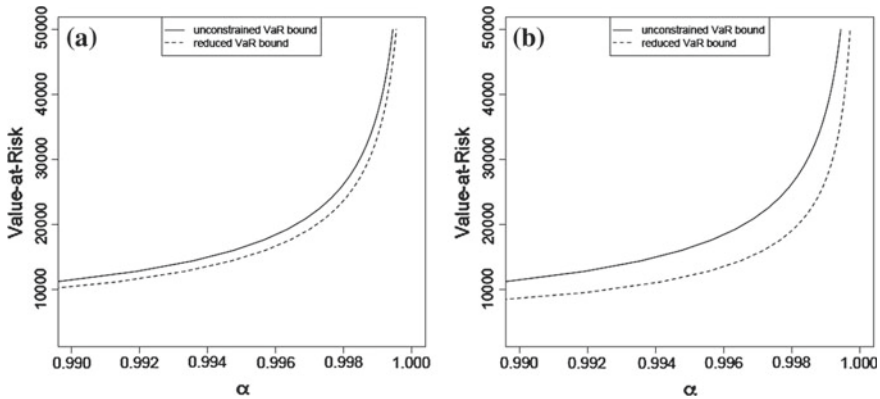 (a)
unconstrained VaR bound
reduced VaR bound
Value-at-Risk
50000
40000
30000
20000
10000
0.990 0.992 0.994 0.996 0.998 1.000
α
(b)
unconstrained VaR bound
reduced VaR bound
Value-at-Risk
50000
40000
30000
20000
10000
0.990 0.992 0.994 0.996 0.998 1.000
α